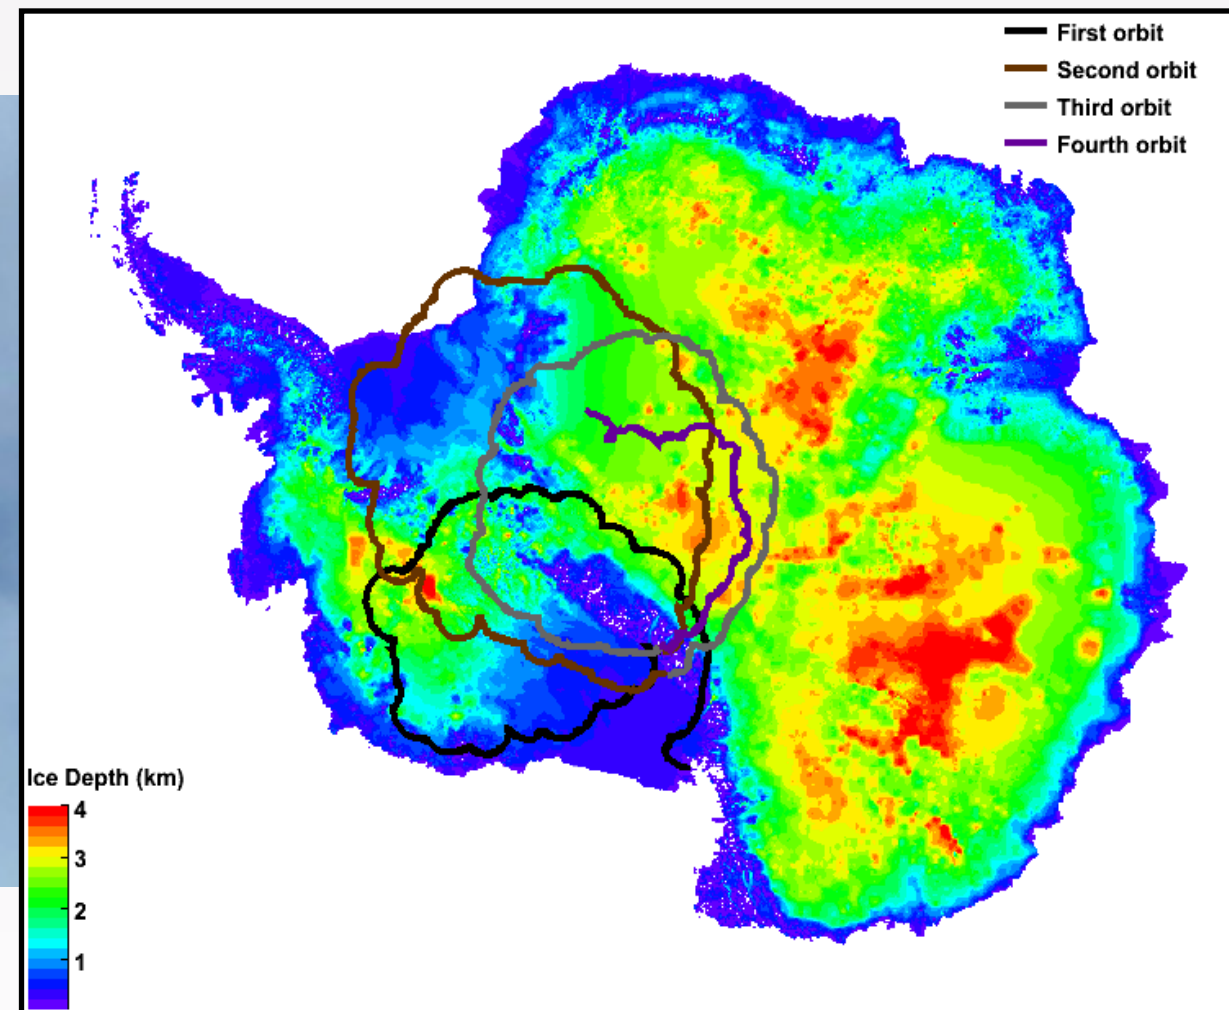 First orbit
Second orbit
Third orbit
Fourth orbit
Ice Depth (km)
4
3
2
1